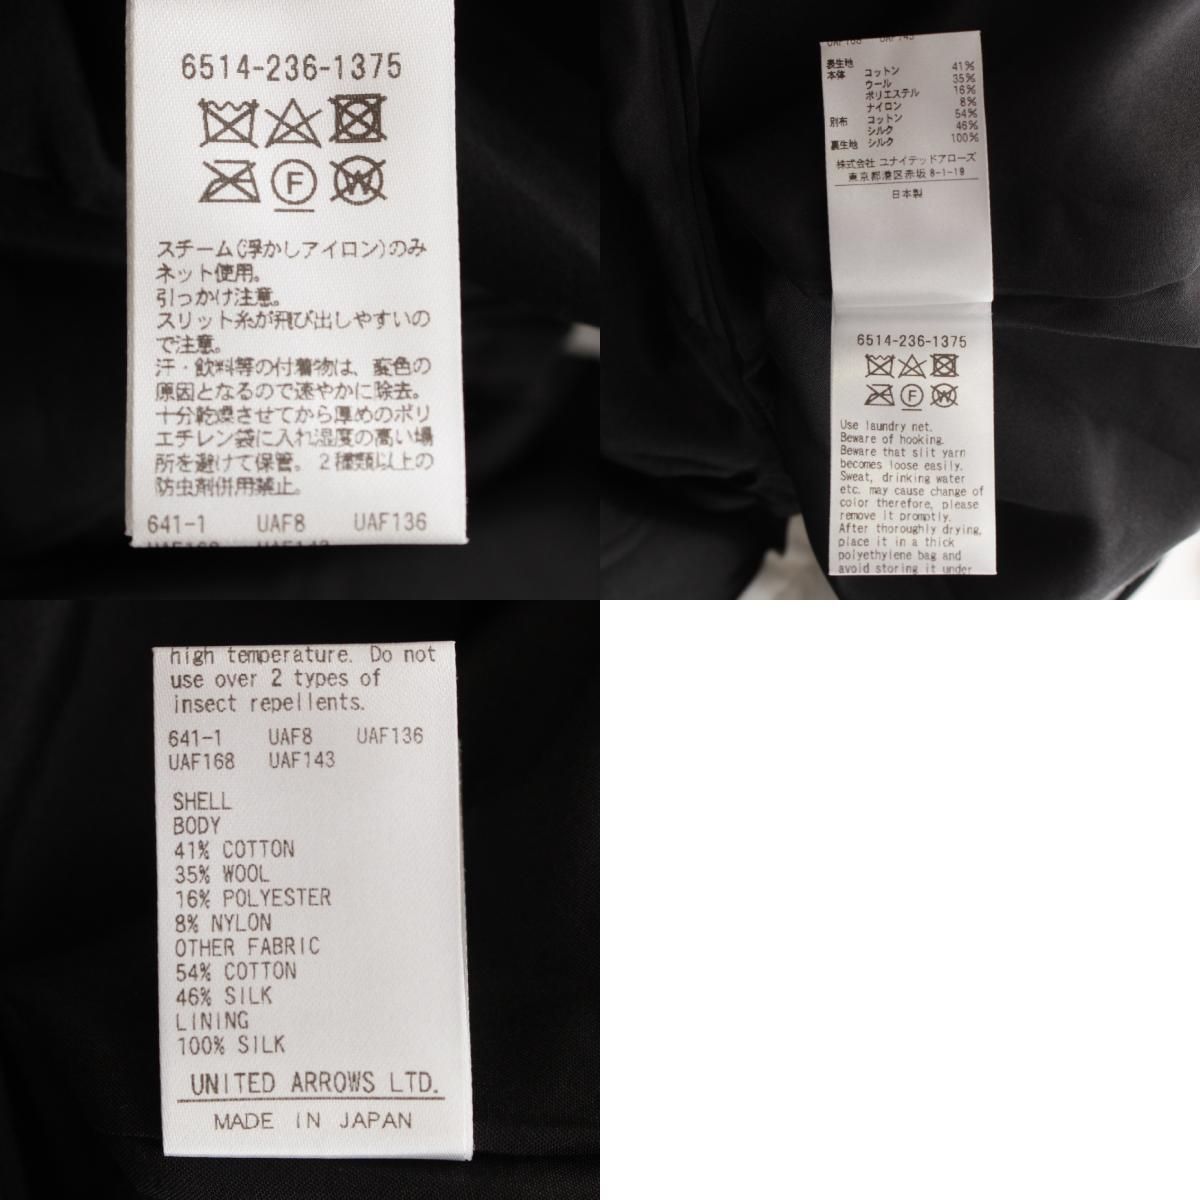 6514-236-1375
F
W
スチーム(浮かしアイロン)のみ
ネット使用。
引っかけ注意。
スリット糸が飛び出しやすいの
で注意。
汗・飲料等の付着物は、変色の
原因となるので速やかに除去。
十分乾燥させてから厚めのポリ
エチレン袋に入れ湿度の高い場
所を避けて保管。２種類以上の
防虫剤併用禁止。
641-1 UAF8 UAF136
UAF168 UAF143
UAF168 UAF143
表生地
本体 コットン 41%
ウール 35%
ポリエステル 16%
ナイロン 8%
別布 コットン 54%
シルク 46%
裏生地 シルク 100%
株式会社 ユナイテッドアローズ
東京都港区赤坂 8-1-19
日本製
6514-236-1375
F
W
Use laundry net.
Beware of hooking.
Beware that slit yarn
becomes loose easily.
Sweat, drinking water
etc. may cause change of
color therefore, please
remove it promptly.
After thoroughly drying,
place it in a thick
polyethylene bag and
avoid storing it under
high temperature. Do not
use over 2 types of
insect repellents.
641-1 UAF8 UAF136
UAF168 UAF143
SHELL
BODY
41% COTTON
35% WOOL
16% POLYESTER
8% NYLON
OTHER FABRIC
54% COTTON
46% SILK
LINING
100% SILK
UNITED ARROWS LTD.
MADE IN JAPAN